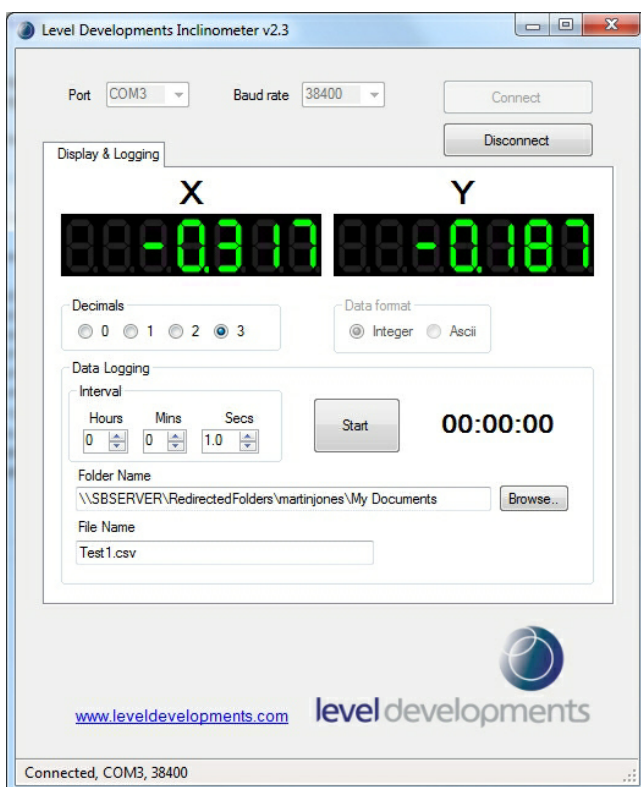 Level Developments Inclinometer v2.3
Port COM3 Baud rate 38400 Connect
Disconnect
Display & Logging
X Y
-0.317 -0.187
Decimals Data format
0 1 2 3 Integer Ascii
Data Logging
Interval
Hours Mins Secs
0 0 1.0 Start 00:00:00
Folder Name
\\SBSERVER\RedirectedFolders\martinjones\My Documents Browse..
File Name
Test1.csv
www.leveldevelopments.com leveldevelopments
Connected, COM3, 38400